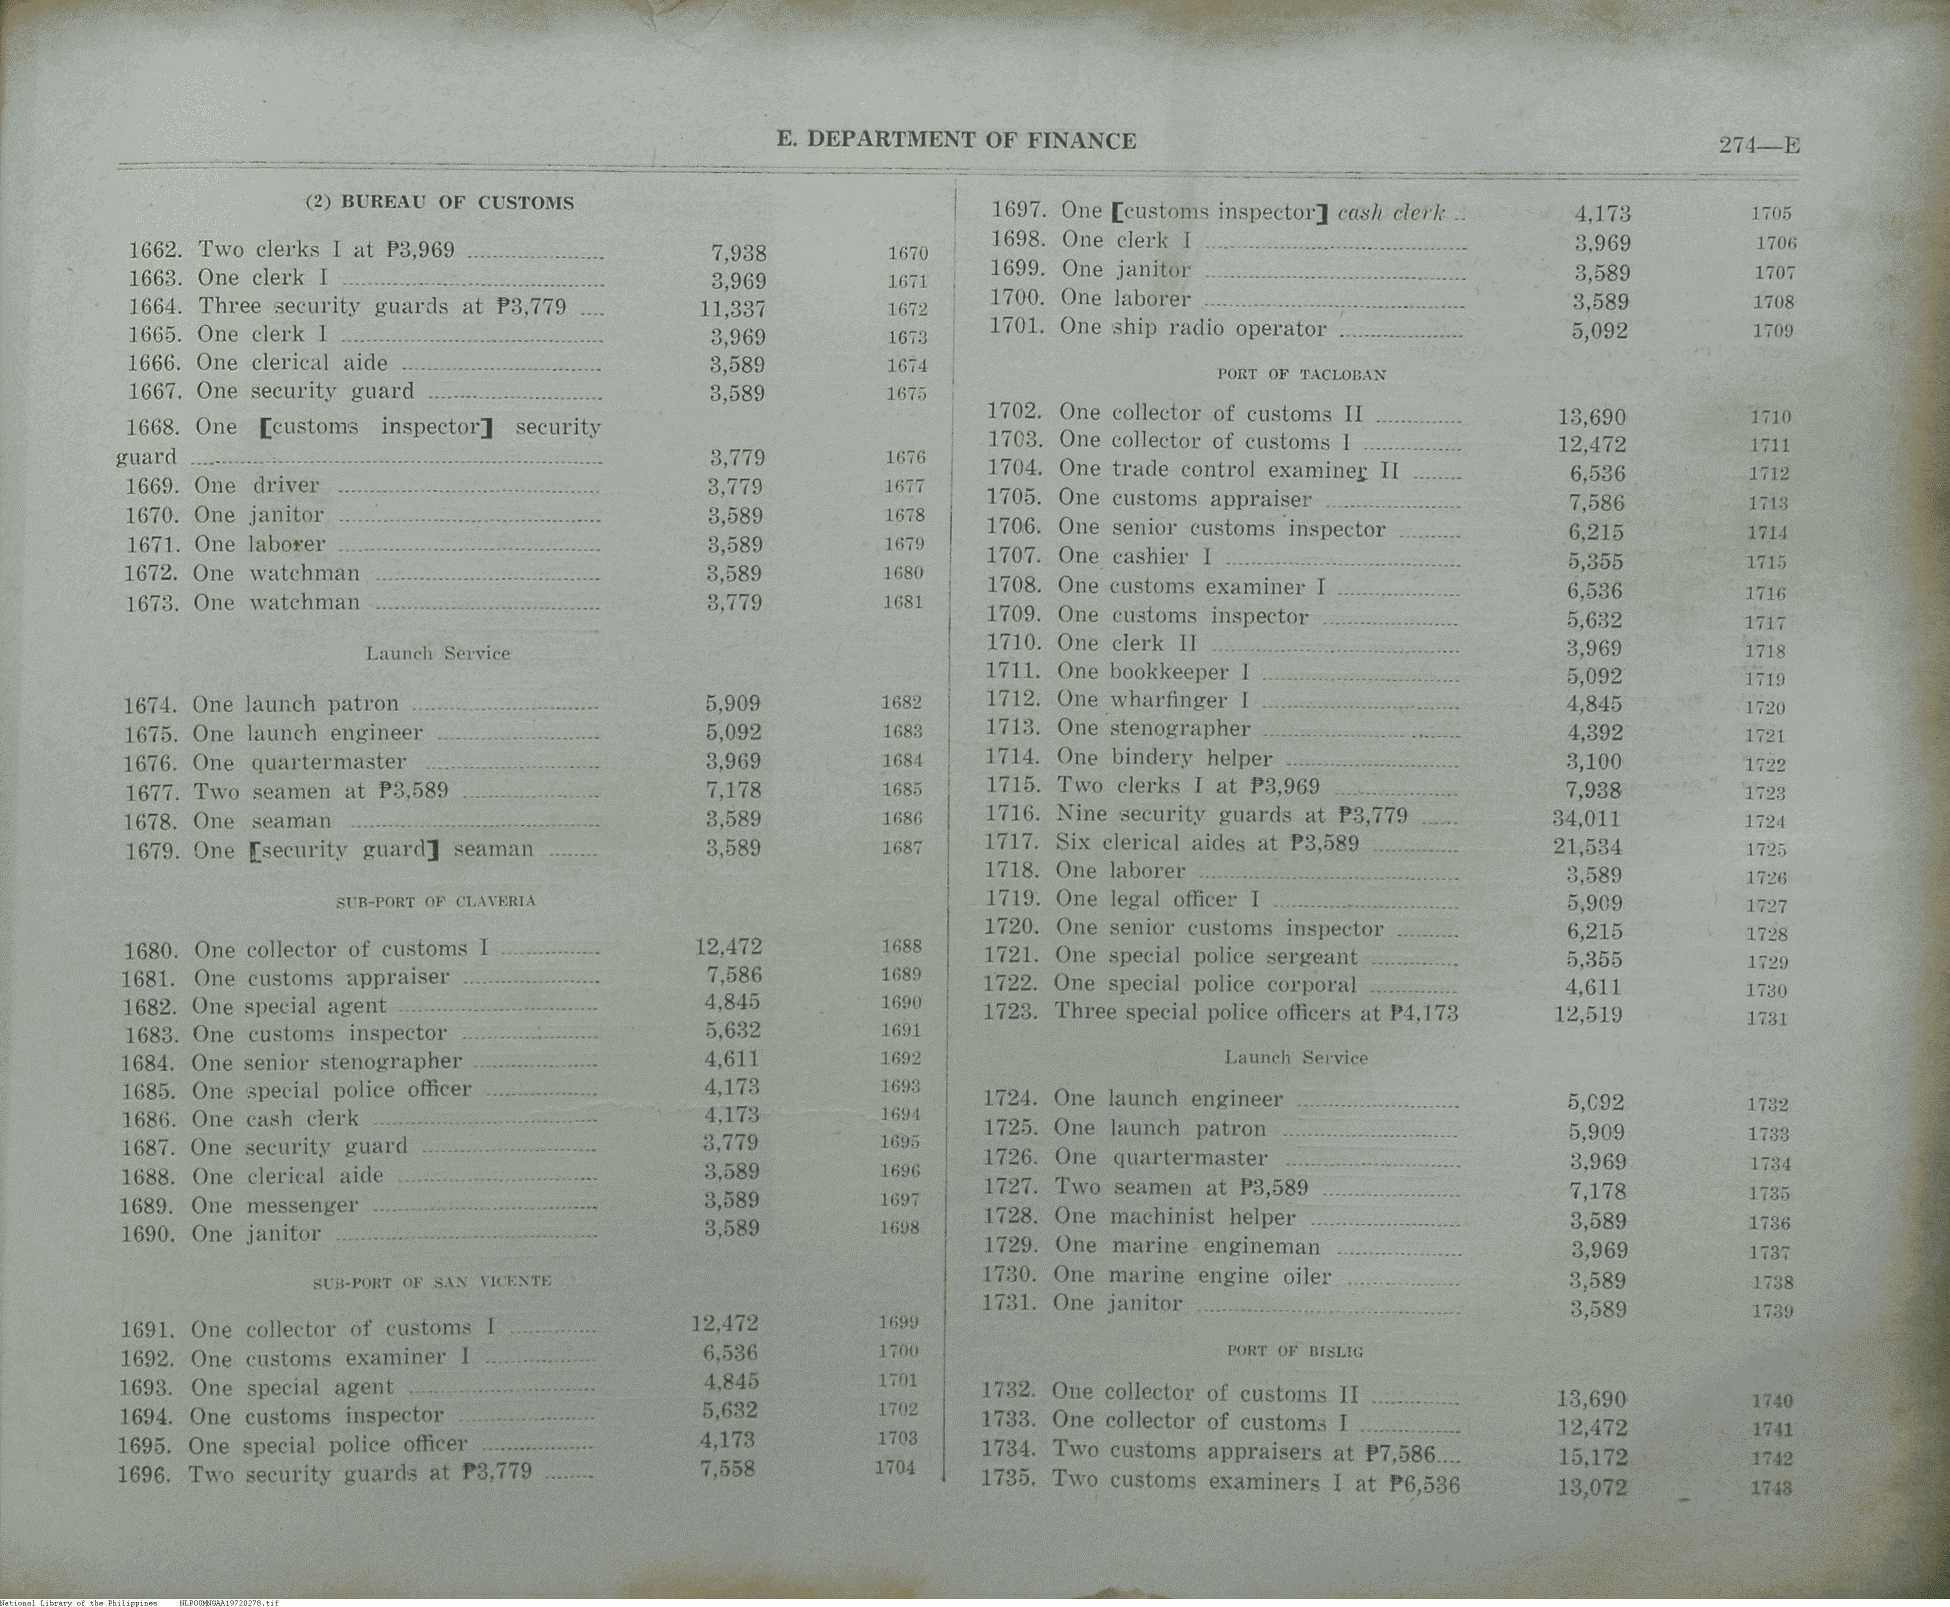 E. DEPARTMENT OF FINANCE
274—E
(2) BUREAU OF CUSTOMS
1662. Two clerks I at ₱3,969 7,938 1670
1663. One clerk I 3,969 1671
1664. Three security guards at ₱3,779 11,337 1672
1665. One clerk I 3,969 1673
1666. One clerical aide 3,589 1674
1667. One security guard 3,589 1675
1668. One [customs inspector] security
guard 3,779 1676
1669. One driver 3,779 1677
1670. One janitor 3,589 1678
1671. One laborer 3,589 1679
1672. One watchman 3,589 1680
1673. One watchman 3,779 1681
Launch Service
1674. One launch patron 5,909 1682
1675. One launch engineer 5,092 1683
1676. One quartermaster 3,969 1684
1677. Two seamen at ₱3,589 7,178 1685
1678. One seaman 3,589 1686
1679. One [security guard] seaman 3,589 1687
SUB-PORT OF CLAVERIA
1680. One collector of customs I 12,472 1688
1681. One customs appraiser 7,586 1689
1682. One special agent 4,845 1690
1683. One customs inspector 5,632 1691
1684. One senior stenographer 4,611 1692
1685. One special police officer 4,173 1693
1686. One cash clerk 4,173 1694
1687. One security guard 3,779 1695
1688. One clerical aide 3,589 1696
1689. One messenger 3,589 1697
1690. One janitor 3,589 1698
SUB-PORT OF SAN VICENTE
1691. One collector of customs I 12,472 1699
1692. One customs examiner I 6,536 1700
1693. One special agent 4,845 1701
1694. One customs inspector 5,632 1702
1695. One special police officer 4,173 1703
1696. Two security guards at ₱3,779 7,558 1704
1697. One [customs inspector] cash clerk 4,173 1705
1698. One clerk I 3,969 1706
1699. One janitor 3,589 1707
1700. One laborer 3,589 1708
1701. One ship radio operator 5,092 1709
PORT OF TACLOBAN
1702. One collector of customs II 13,690 1710
1703. One collector of customs I 12,472 1711
1704. One trade control examiner II 6,536 1712
1705. One customs appraiser 7,586 1713
1706. One senior customs inspector 6,215 1714
1707. One cashier I 5,355 1715
1708. One customs examiner I 6,536 1716
1709. One customs inspector 5,632 1717
1710. One clerk II 3,969 1718
1711. One bookkeeper I 5,092 1719
1712. One wharfinger I 4,845 1720
1713. One stenographer 4,392 1721
1714. One bindery helper 3,100 1722
1715. Two clerks I at ₱3,969 7,938 1723
1716. Nine security guards at ₱3,779 34,011 1724
1717. Six clerical aides at ₱3,589 21,534 1725
1718. One laborer 3,589 1726
1719. One legal officer I 5,909 1727
1720. One senior customs inspector 6,215 1728
1721. One special police sergeant 5,355 1729
1722. One special police corporal 4,611 1730
1723. Three special police officers at ₱4,173 12,519 1731
Launch Service
1724. One launch engineer 5,092 1732
1725. One launch patron 5,909 1733
1726. One quartermaster 3,969 1734
1727. Two seamen at ₱3,589 7,178 1735
1728. One machinist helper 3,589 1736
1729. One marine engineman 3,969 1737
1730. One marine engine oiler 3,589 1738
1731. One janitor 3,589 1739
PORT OF BISLIG
1732. One collector of customs II 13,690 1740
1733. One collector of customs I 12,472 1741
1734. Two customs appraisers at ₱7,586 15,172 1742
1735. Two customs examiners I at ₱6,536 13,072 1743
National Library of the Philippines NLPO0MNGAA19720278.tif